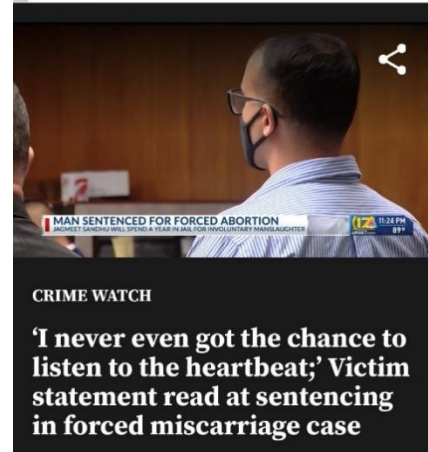 MAN SENTENCED FOR FORCED ABORTION
JAGMEET SANDHU WILL SPEND A YEAR IN JAIL FOR INVOLUNTARY MANSLAUGHTER
17
11:24 PM
89°
CRIME WATCH
‘I never even got the chance to
listen to the heartbeat;’ Victim
statement read at sentencing
in forced miscarriage case